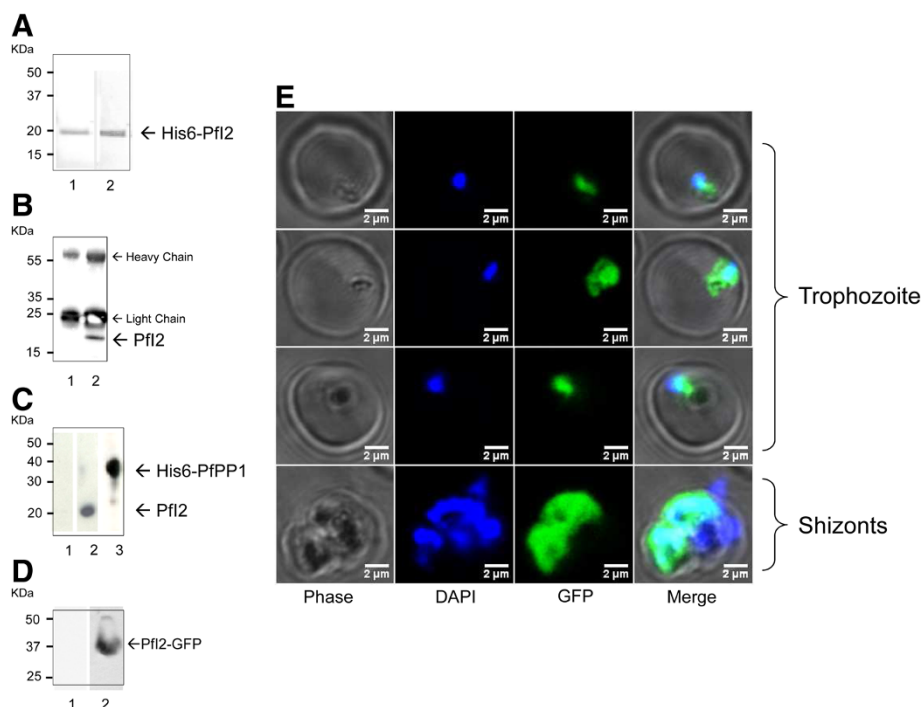 A
KDa
50
37
20
15
← His6-PfI2
1 2
B
KDa
55
35
25
15
← Heavy Chain
← Light Chain
← PfI2
1 2
C
KDa
50
40
30
20
← His6-PfPP1
← PfI2
1 2 3
D
KDa
50
37
25
←PfI2-GFP
1 2
E
2 µm 2 µm 2 µm 2 µm
2 µm 2 µm 2 µm 2 µm
2 µm 2 µm 2 µm 2 µm
Trophozoite
2 µm 2 µm 2 µm 2 µm
Shizonts
Phase DAPI GFP Merge